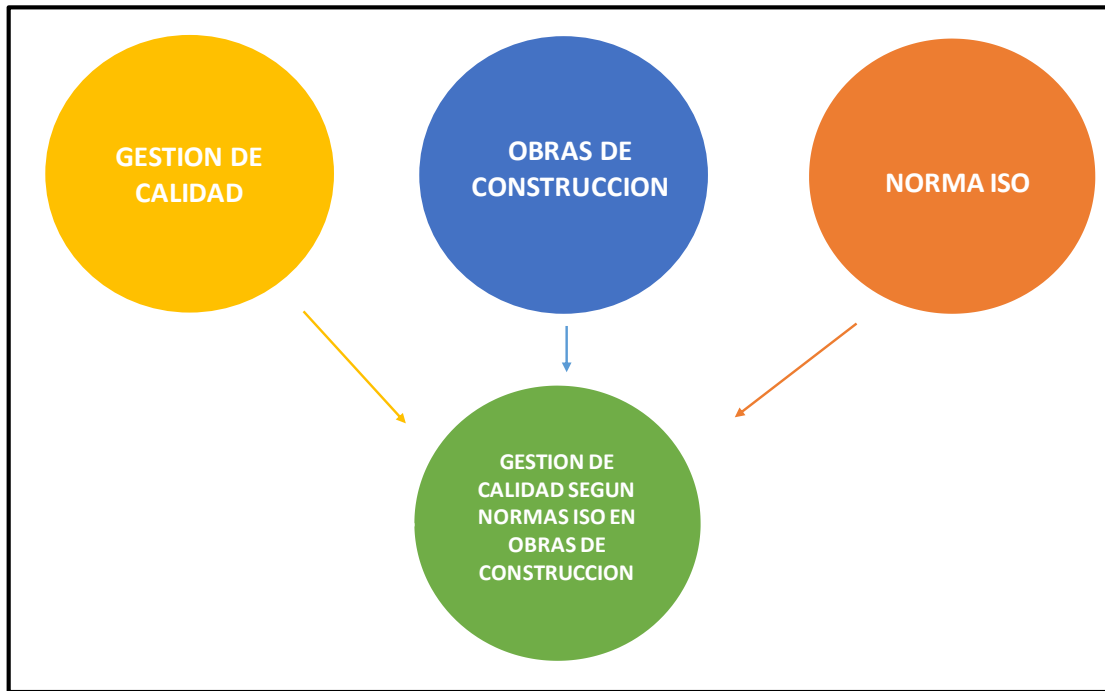 GESTION DE
CALIDAD
OBRAS DE
CONSTRUCCION
NORMA ISO
GESTION DE
CALIDAD SEGUN
NORMAS ISO EN
OBRAS DE
CONSTRUCCION